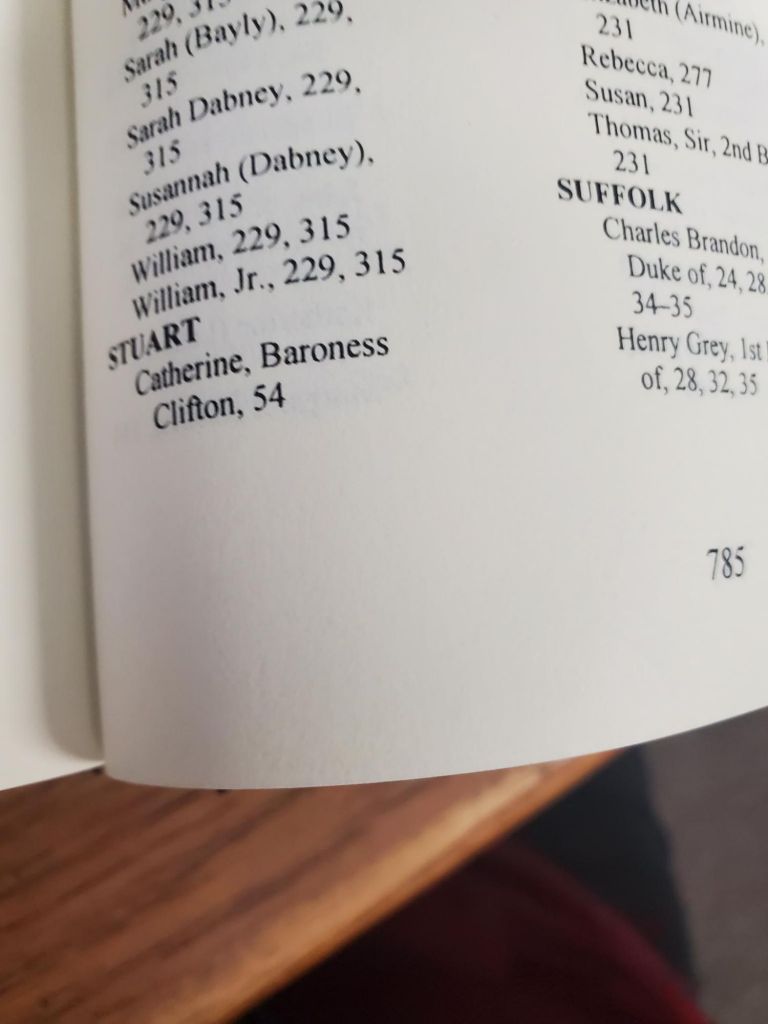 229, 315
Sarah (Bayly), 229,
315
Sarah Dabney, 229,
315
Susannah (Dabney),
229, 315
William, 229, 315
William, Jr., 229, 315
STUART
Catherine, Baroness
Clifton, 54
(Airmine),
231
Rebecca, 277
Susan, 231
Thomas, Sir, 2nd B
231
SUFFOLK
Charles Brandon,
Duke of, 24, 28
34–35
Henry Grey, 1st
of, 28, 32, 35
785